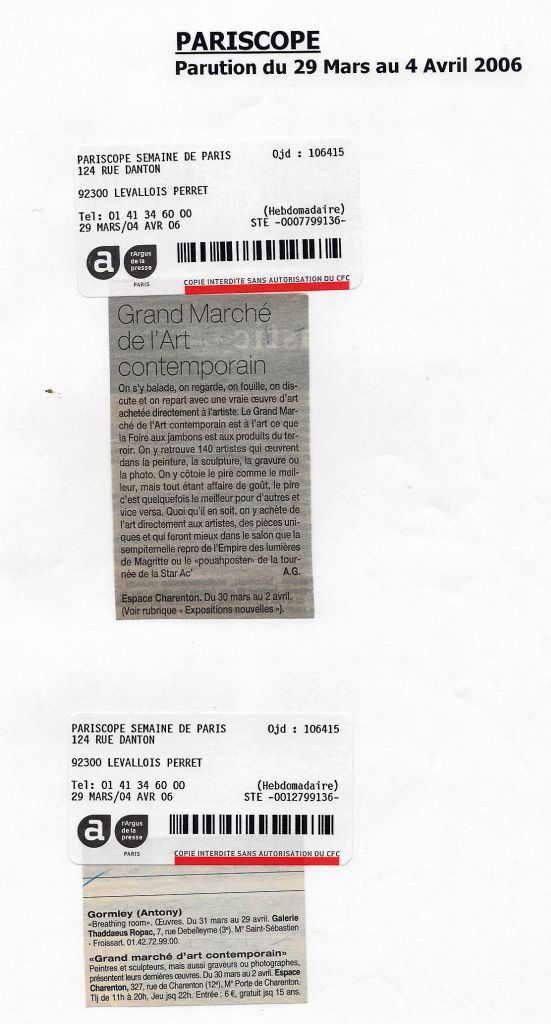 PARISCOPE
Parution du 29 Mars au 4 Avril 2006
PARISCOPE SEMAINE DE PARIS Ojd : 106415
124 RUE DANTON
92300 LEVALLOIS PERRET
Tel: 01 41 34 60 00 (Hebdomadaire)
29 MARS/04 AVR 06 STE -0007799136-
a l'Argus
de la
presse
PARIS
COPIE INTERDITE SANS AUTORISATION DU CFC
Grand Marché
de l'Art
contemporain
On s'y balade, on regarde, on fouille, on dis-
cute et on repart avec une vraie œuvre d'art
achetée directement à l'artiste. Le Grand Mar-
ché de l'Art contemporain est à l'art ce que
la Foire aux jambons est aux produits du ter-
roir. On y retrouve 140 artistes qui œuvrent
dans la peinture, la sculpture, la gravure ou
la photo. On y côtoie le pire comme le meil-
leur, mais tout étant affaire de goût, le pire
c'est quelquefois le meilleur pour d'autres et
vice versa. Quoi qu'il en soit, on y achète de
l'art directement aux artistes, des pièces uni-
ques et qui feront mieux dans le salon que la
sempiternelle repro de l'Empire des lumières
de Magritte ou le «pouahposter» de la tour-
née de la Star Ac' A.G.
Espace Charenton. Du 30 mars au 2 avril.
(Voir rubrique « Expositions nouvelles »).
PARISCOPE SEMAINE DE PARIS Ojd : 106415
124 RUE DANTON
92300 LEVALLOIS PERRET
Tel: 01 41 34 60 00 (Hebdomadaire)
29 MARS/04 AVR 06 STE -0012799136-
a l'Argus
de la
presse
PARIS
COPIE INTERDITE SANS AUTORISATION DU CFC
Gormley (Antony)
«Breathing room». Œuvres. Du 31 mars au 29 avril. Galerie
Thaddaeus Ropac, 7, rue Debelleyme (3e). M° Saint-Sébastien
- Froissart. 01.42.72.99.00.
«Grand marché d'art contemporain»
Peintres et sculpteurs, mais aussi graveurs ou photographes,
présentent leurs dernières œuvres. Du 30 mars au 2 avril. Espace
Charenton, 327, rue de Charenton (12e). M° Porte de Charenton.
Tlj de 11h à 20h, Jeu jsq 22h. Entrée : 6 €, gratuit jsq 15 ans.